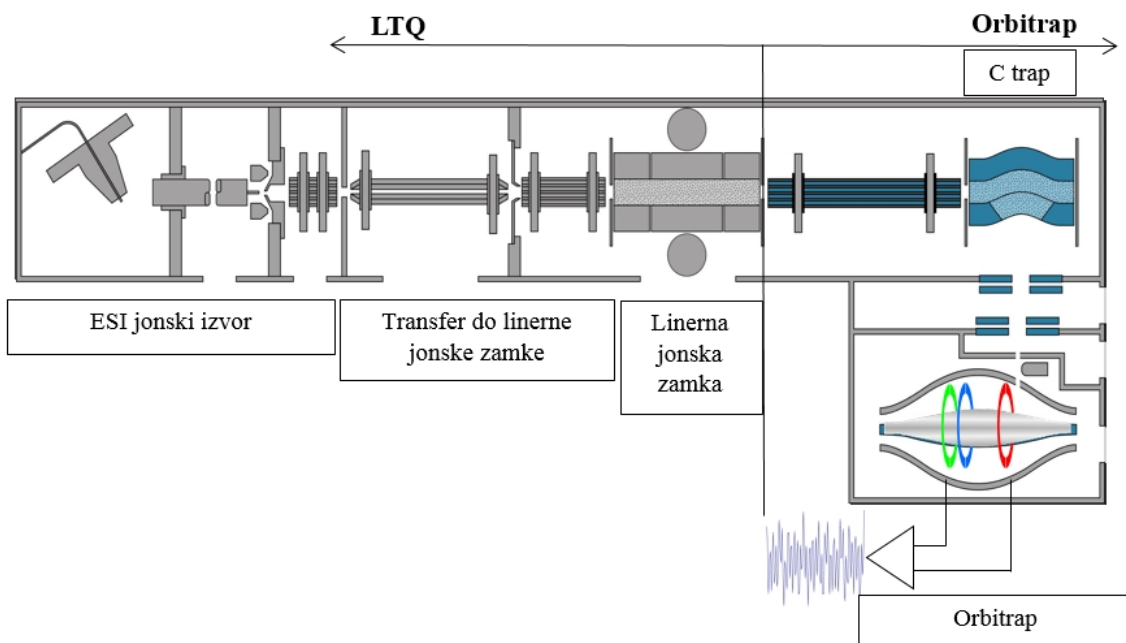 LTQ
Orbitrap
C trap
ESI jonski izvor
Transfer do linerne
jonske zamke
Linerna
jonska
zamka
Orbitrap